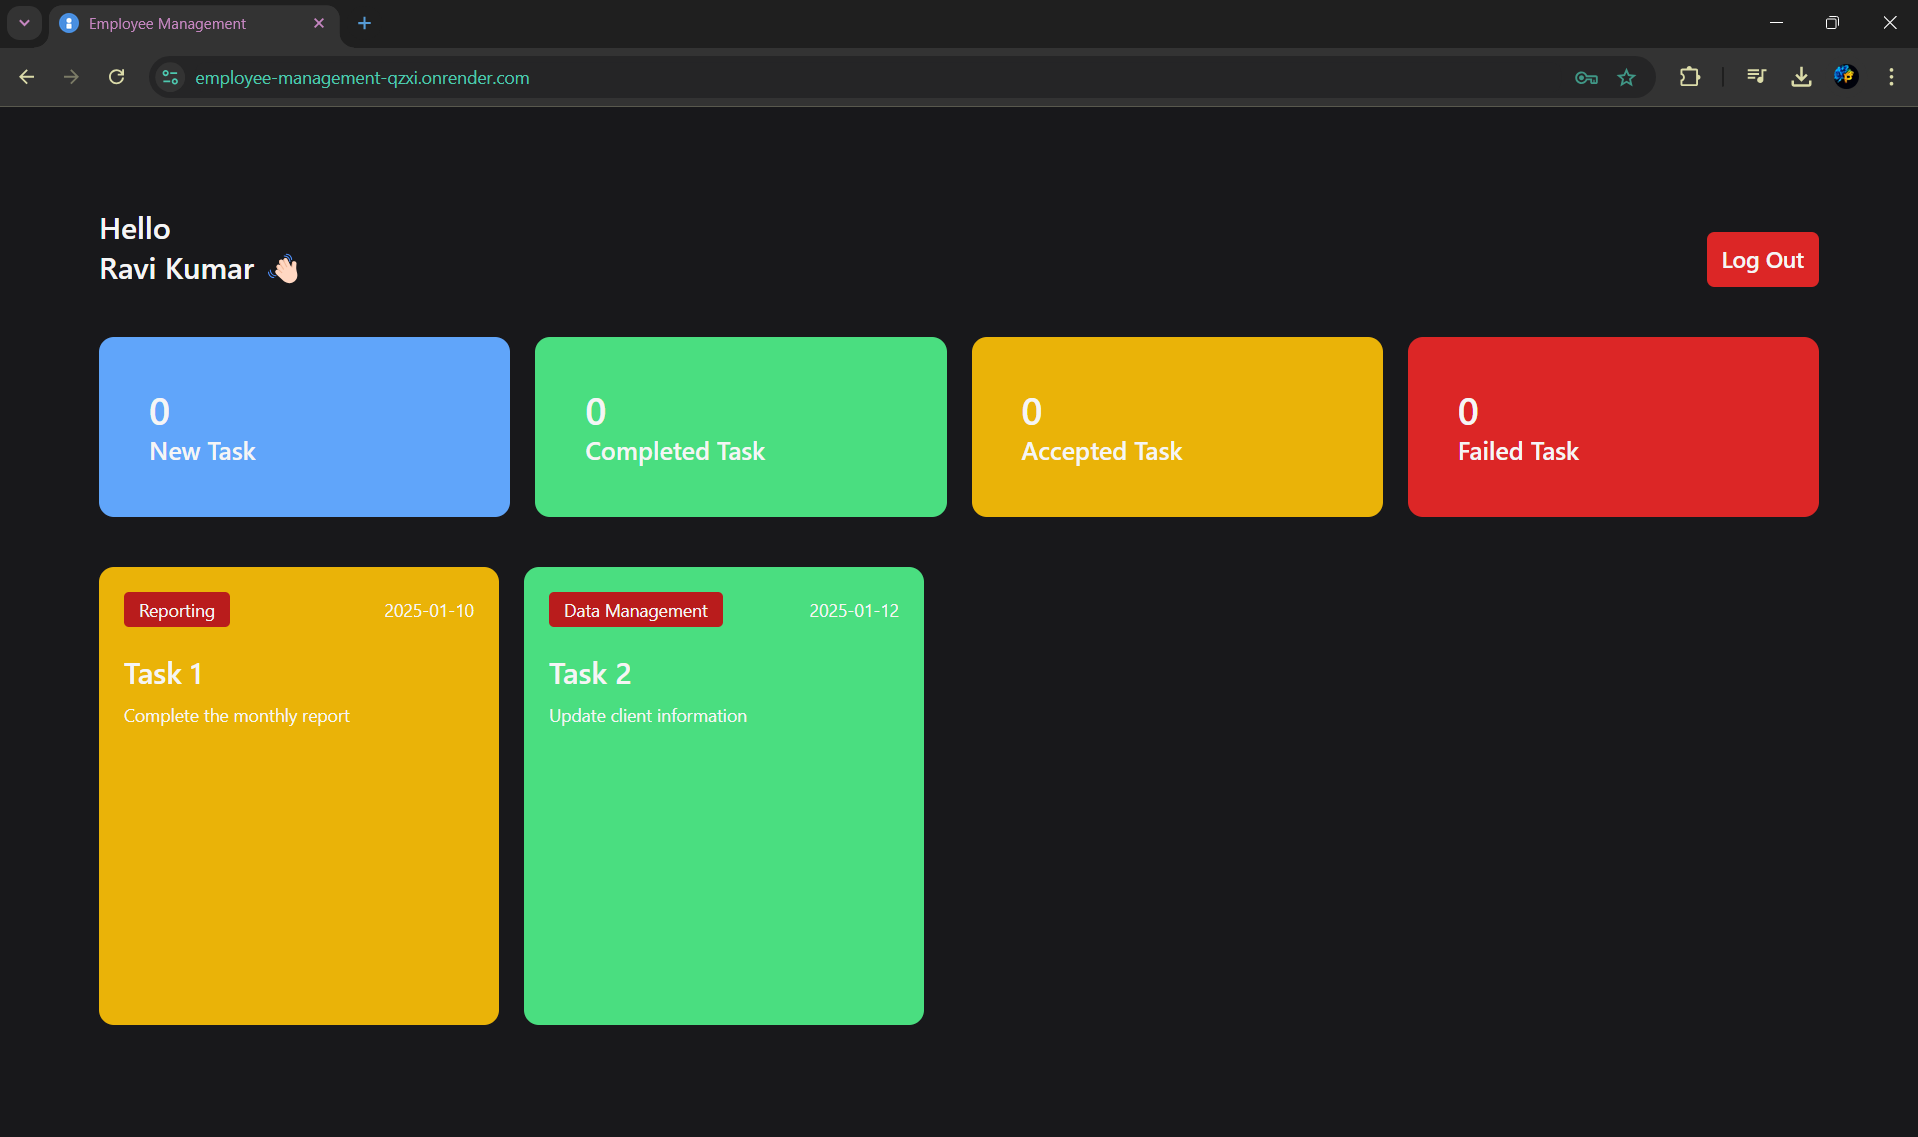 Employee Management
employee-management-qzxi.onrender.com
Hello
Ravi Kumar 👋🏻
Log Out
0
New Task
0
Completed Task
0
Accepted Task
0
Failed Task
Reporting
2025-01-10
Task 1
Complete the monthly report
Data Management
2025-01-12
Task 2
Update client information